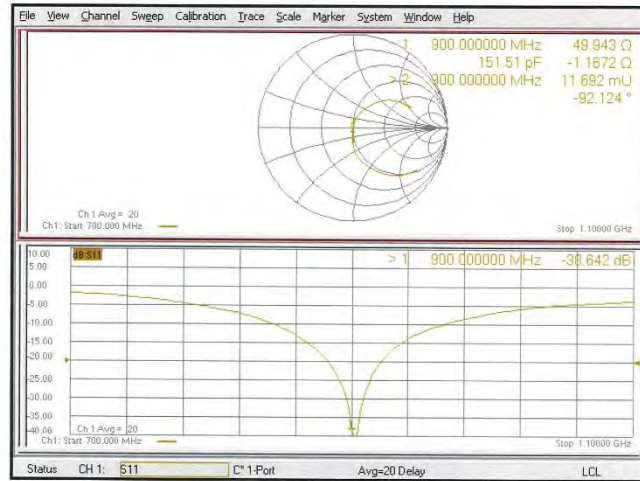 File View Channel Sweep Calibration Trace Scale Marker System Window Help
1 900.000000 MHz 49.943 Ω
151.51 pF -1.1672 Ω
> 2 900.000000 MHz 11.692 mU
-92.124 °
Ch 1 Avg = 20
Ch1: Start 700.000 MHz
Stop 1.10000 GHz
10.00
dB S11
> 1 900.000000 MHz -38.642 dB
5.00
0.00
-5.00
-10.00
-15.00
-20.00
-25.00
-30.00
-35.00
-40.00
Ch 1 Avg = 20
Ch1: Start 700.000 MHz
Stop 1.10000 GHz
Status CH 1: S11 C* 1-Port Avg=20 Delay LCL